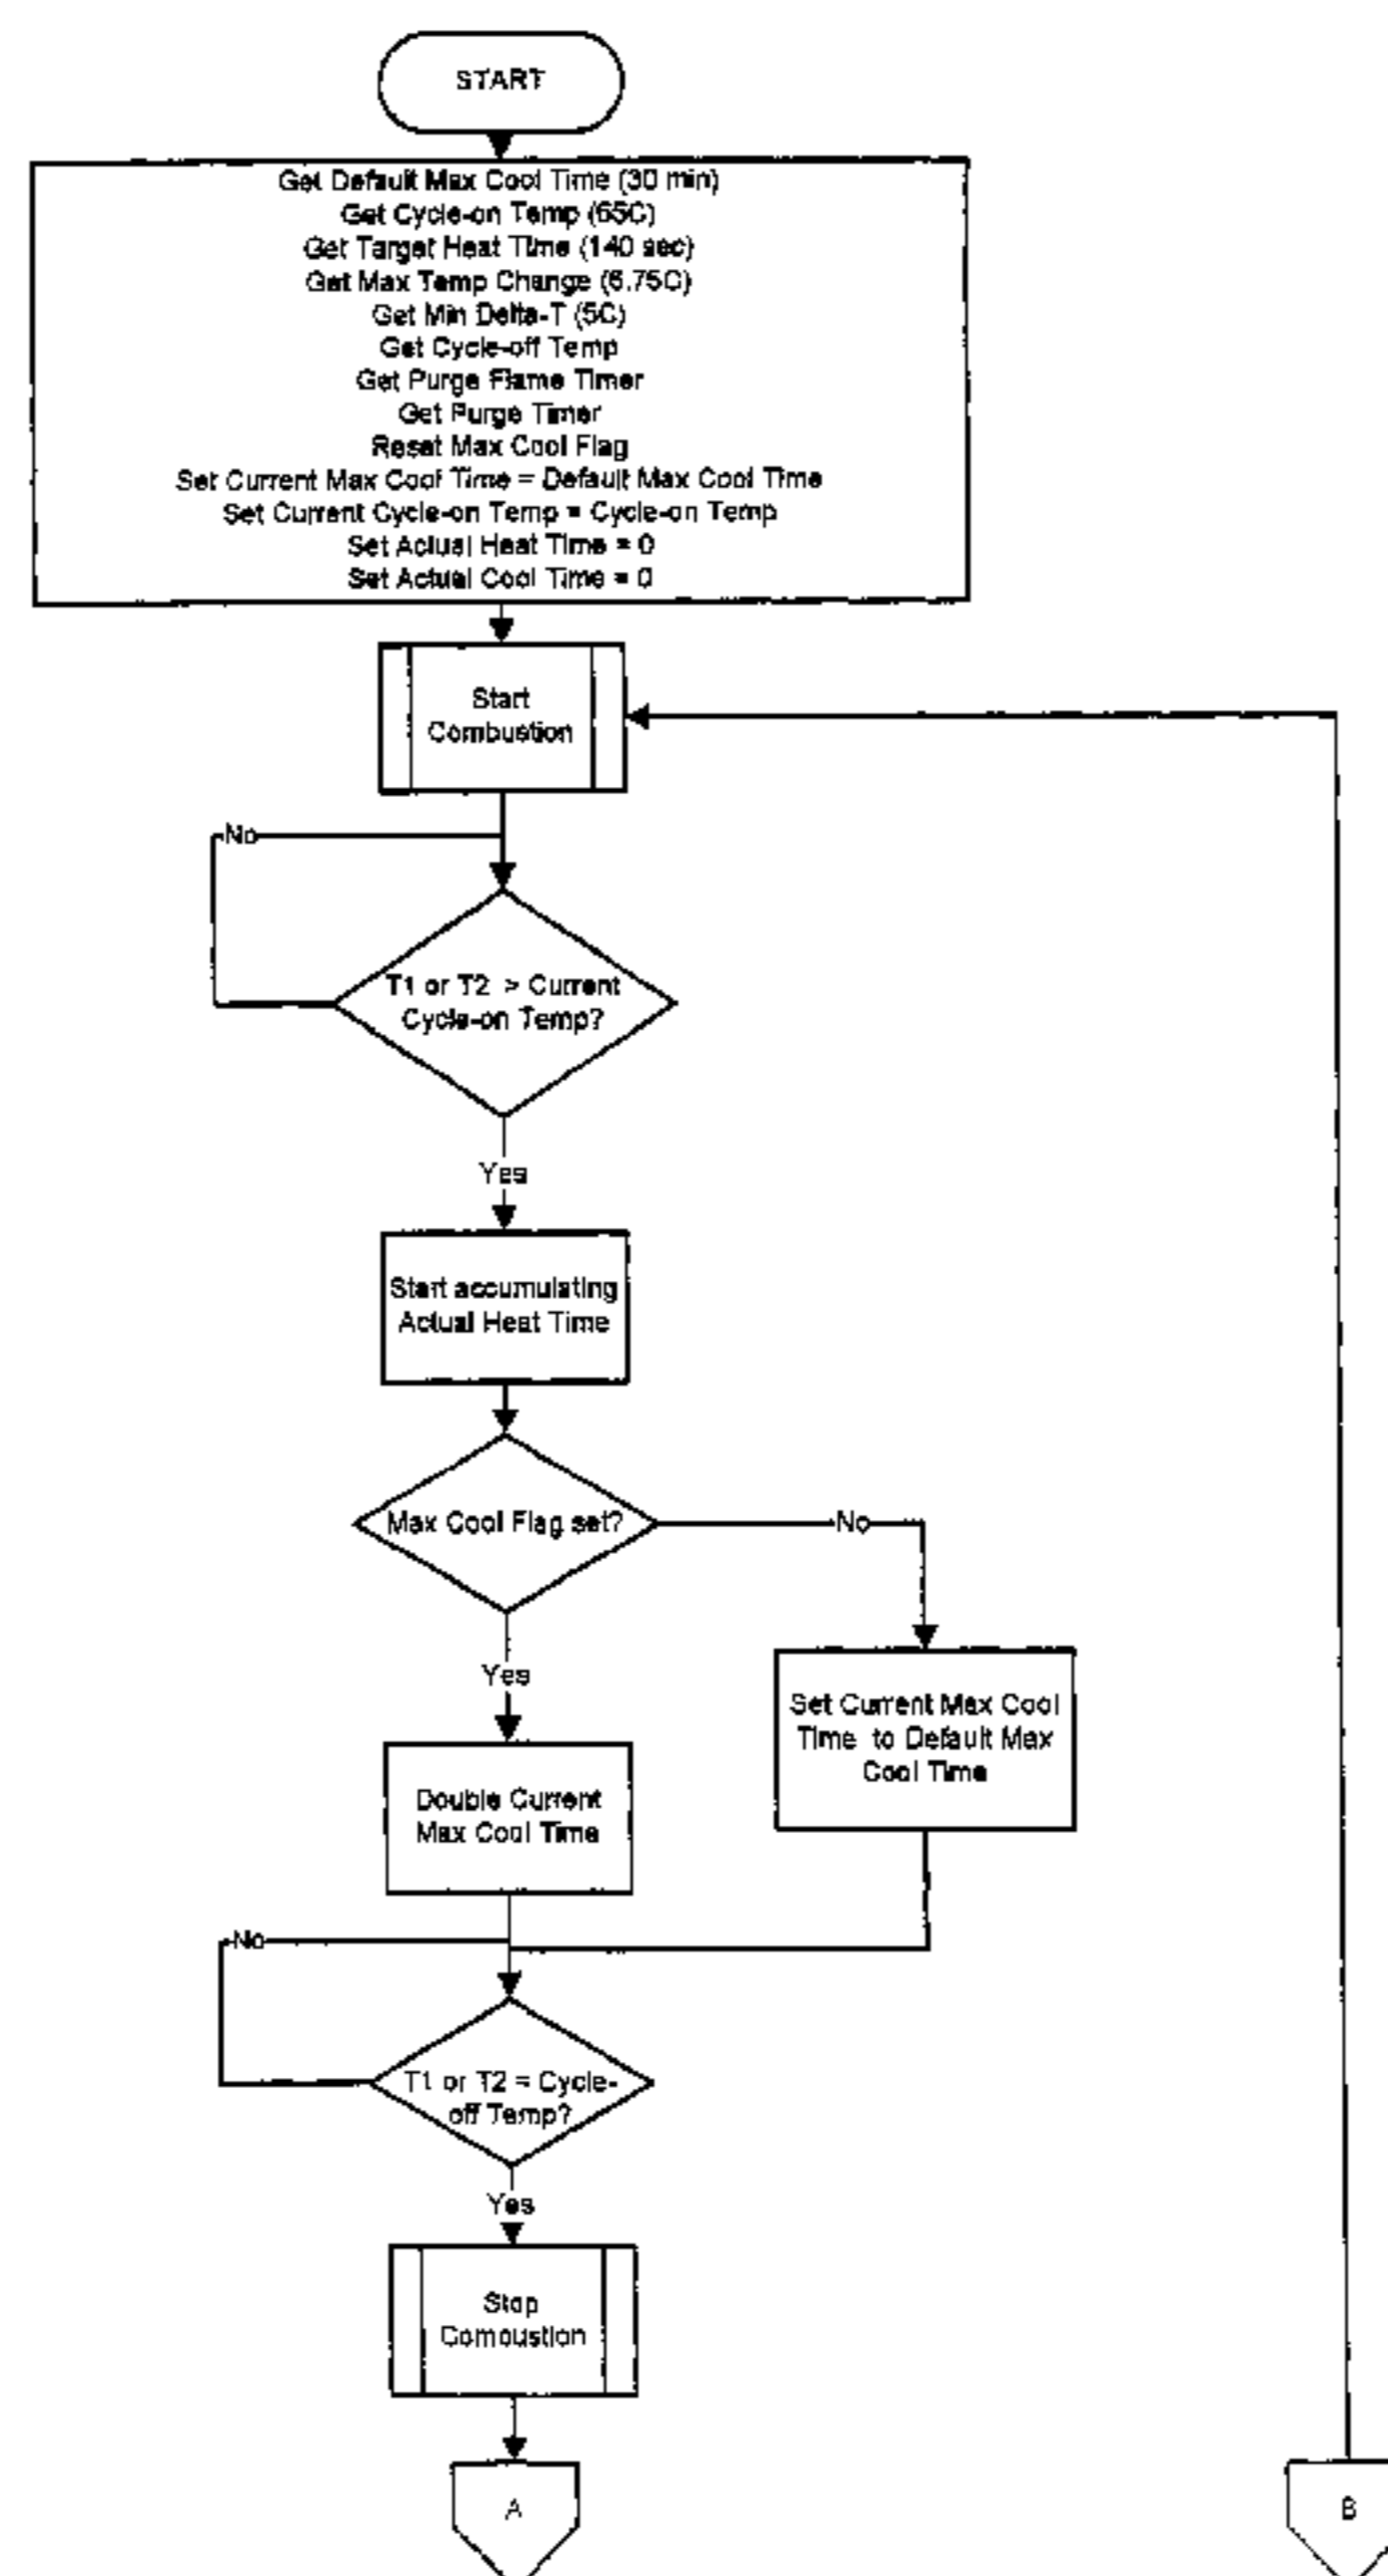 START
Get Default Max Cool Time (30 min)
Get Cycle-on Temp (65C)
Get Target Heat Time (140 sec)
Get Max Temp Change (6.75C)
Get Min Delta-T (5C)
Get Cycle-off Temp
Get Purge Flame Timer
Get Purge Timer
Reset Max Cool Flag
Set Current Max Cool Time = Default Max Cool Time
Set Current Cycle-on Temp = Cycle-on Temp
Set Actual Heat Time = 0
Set Actual Cool Time = 0
Start
Combustion
No
T1 or T2 > Current
Cycle-on Temp?
Yes
Start accumulating
Actual Heat Time
Max Cool Flag set?
No
Yes
Set Current Max Cool
Time to Default Max
Cool Time
Double Current
Max Cool Time
No
T1 or T2 = Cycle-
off Temp?
Yes
Stop
Comoustion
A
B